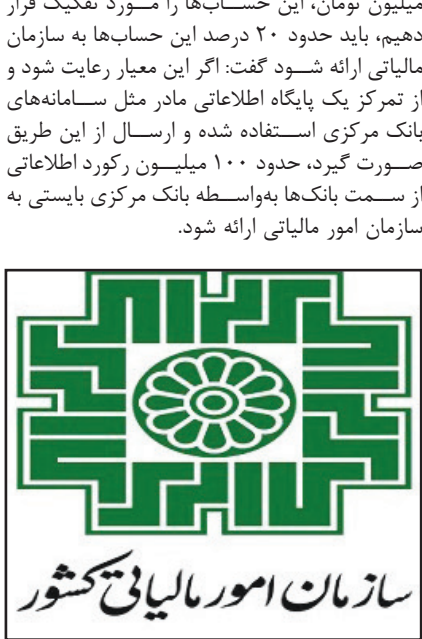 میلیون تومان، این حساب‌ها را مورد تفکیک قرار
دهیم، باید حدود ۲۰ درصد این حساب‌ها به سازمان
مالیاتی ارائه شود گفت: اگر این معیار رعایت شود و
از تمرکز یک پایگاه اطلاعاتی مادر مثل سامانه‌های
بانک مرکزی استفاده شده و ارسال از این طریق
صورت گیرد، حدود ۱۰۰ میلیون رکورد اطلاعاتی
از سمت بانک‌ها به‌واسطه بانک مرکزی بایستی به
سازمان امور مالیاتی ارائه شود.
سازمان امور مالیاتی کشور